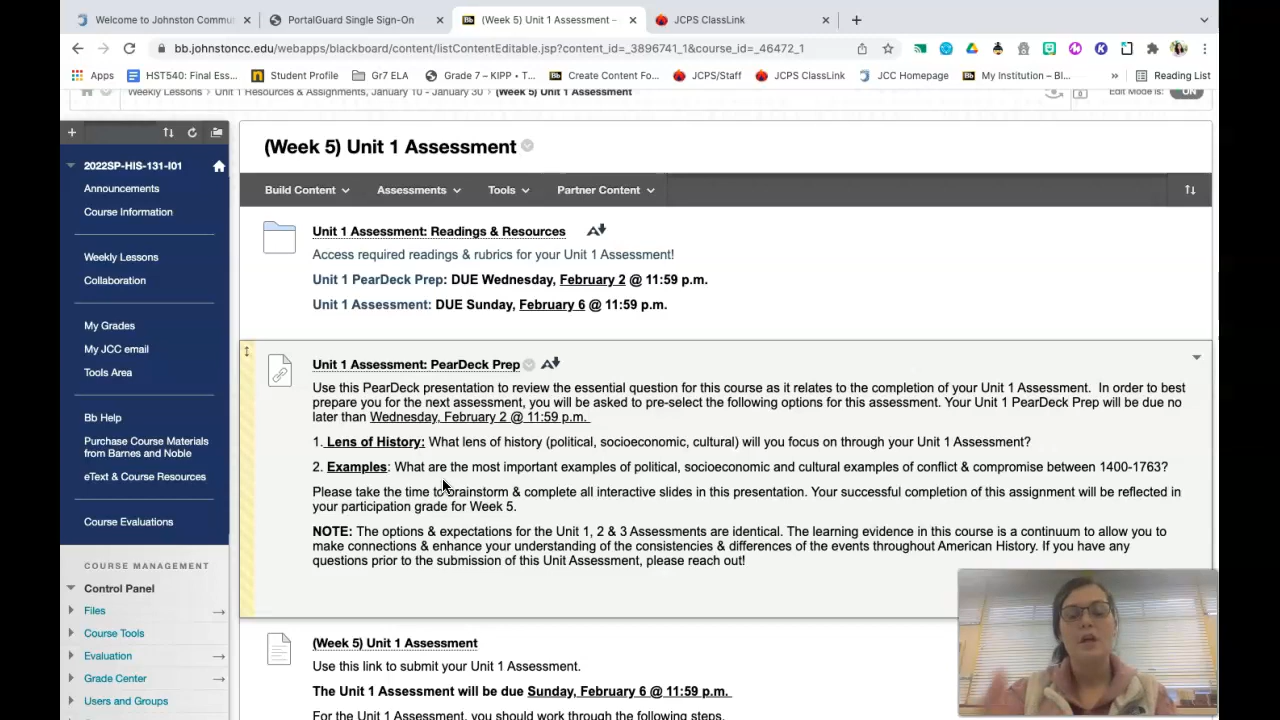 Welcome to Johnston Commu
PortalGuard Single Sign-On
(Week 5) Unit 1 Assessment –
JCPS ClassLink
bb.johnstoncc.edu/webapps/blackboard/content/listContentEditable.jsp?content_id=_3896741_1&course_id=_46472_1
Apps
HST540: Final Ess...
Student Profile
Gr7 ELA
Grade 7 – KIPP • T...
Create Content Fo...
JCPS/Staff
JCPS ClassLink
JCC Homepage
My Institution – Bl...
»
Reading List
Weekly Lessons
Unit 1 Resources & Assignments, January 10 - January 30
(Week 5) Unit 1 Assessment
Edit Mode is:
ON
2022SP-HIS-131-I01
Announcements
Course Information
Weekly Lessons
Collaboration
My Grades
My JCC email
Tools Area
Bb Help
Purchase Course Materials
from Barnes and Noble
eText & Course Resources
Course Evaluations
COURSE MANAGEMENT
Control Panel
Files
Course Tools
Evaluation
Grade Center
Users and Groups
(Week 5) Unit 1 Assessment
Build Content
Assessments
Tools
Partner Content
Unit 1 Assessment: Readings & Resources
Access required readings & rubrics for your Unit 1 Assessment!
Unit 1 PearDeck Prep: DUE Wednesday, February 2 @ 11:59 p.m.
Unit 1 Assessment: DUE Sunday, February 6 @ 11:59 p.m.
Unit 1 Assessment: PearDeck Prep
Use this PearDeck presentation to review the essential question for this course as it relates to the completion of your Unit 1 Assessment. In order to best
prepare you for the next assessment, you will be asked to pre-select the following options for this assessment. Your Unit 1 PearDeck Prep will be due no
later than Wednesday, February 2 @ 11:59 p.m.
1. Lens of History: What lens of history (political, socioeconomic, cultural) will you focus on through your Unit 1 Assessment?
2. Examples: What are the most important examples of political, socioeconomic and cultural examples of conflict & compromise between 1400-1763?
Please take the time to brainstorm & complete all interactive slides in this presentation. Your successful completion of this assignment will be reflected in
your participation grade for Week 5.
NOTE: The options & expectations for the Unit 1, 2 & 3 Assessments are identical. The learning evidence in this course is a continuum to allow you to
make connections & enhance your understanding of the consistencies & differences of the events throughout American History. If you have any
questions prior to the submission of this Unit Assessment, please reach out!
(Week 5) Unit 1 Assessment
Use this link to submit your Unit 1 Assessment.
The Unit 1 Assessment will be due Sunday, February 6 @ 11:59 p.m.
For the Unit 1 Assessment, you should work through the following steps.